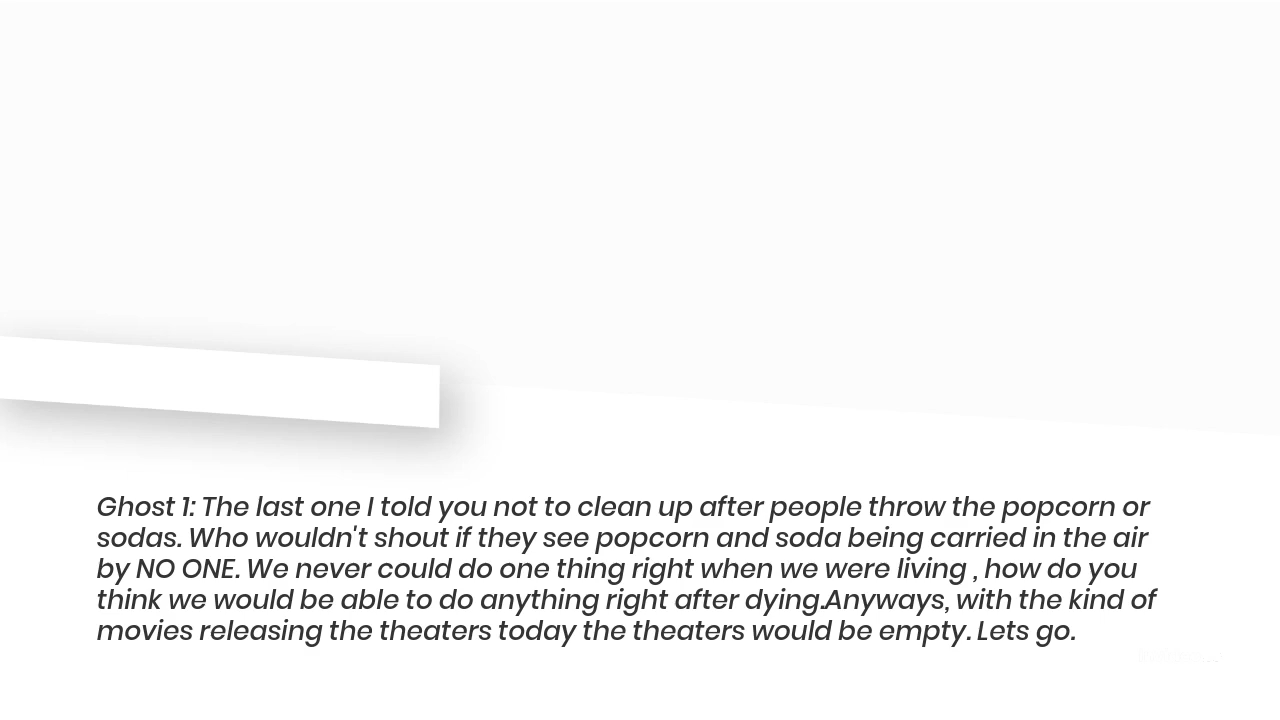 Ghost 1: The last one I told you not to clean up after people throw the popcorn or
sodas. Who wouldn't shout if they see popcorn and soda being carried in the air
by NO ONE. We never could do one thing right when we were living , how do you
think we would be able to do anything right after dying.Anyways, with the kind of
movies releasing the theaters today the theaters would be empty. Lets go.